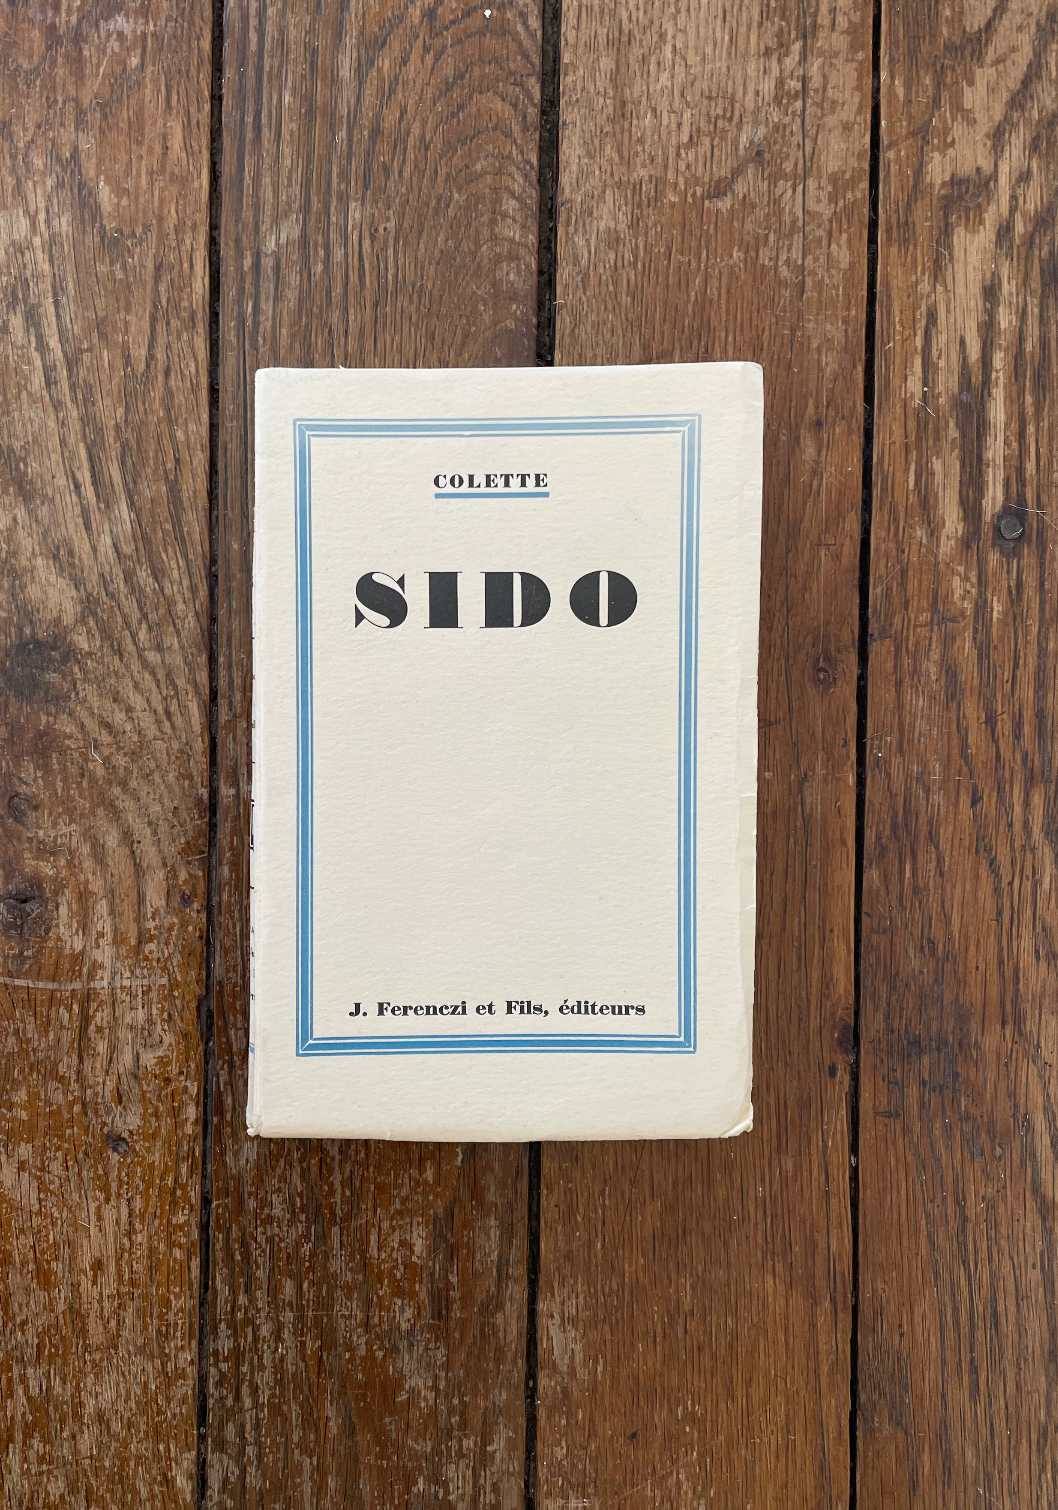 COLETTE
SIDO
J. Ferenczi et Fils, éditeurs